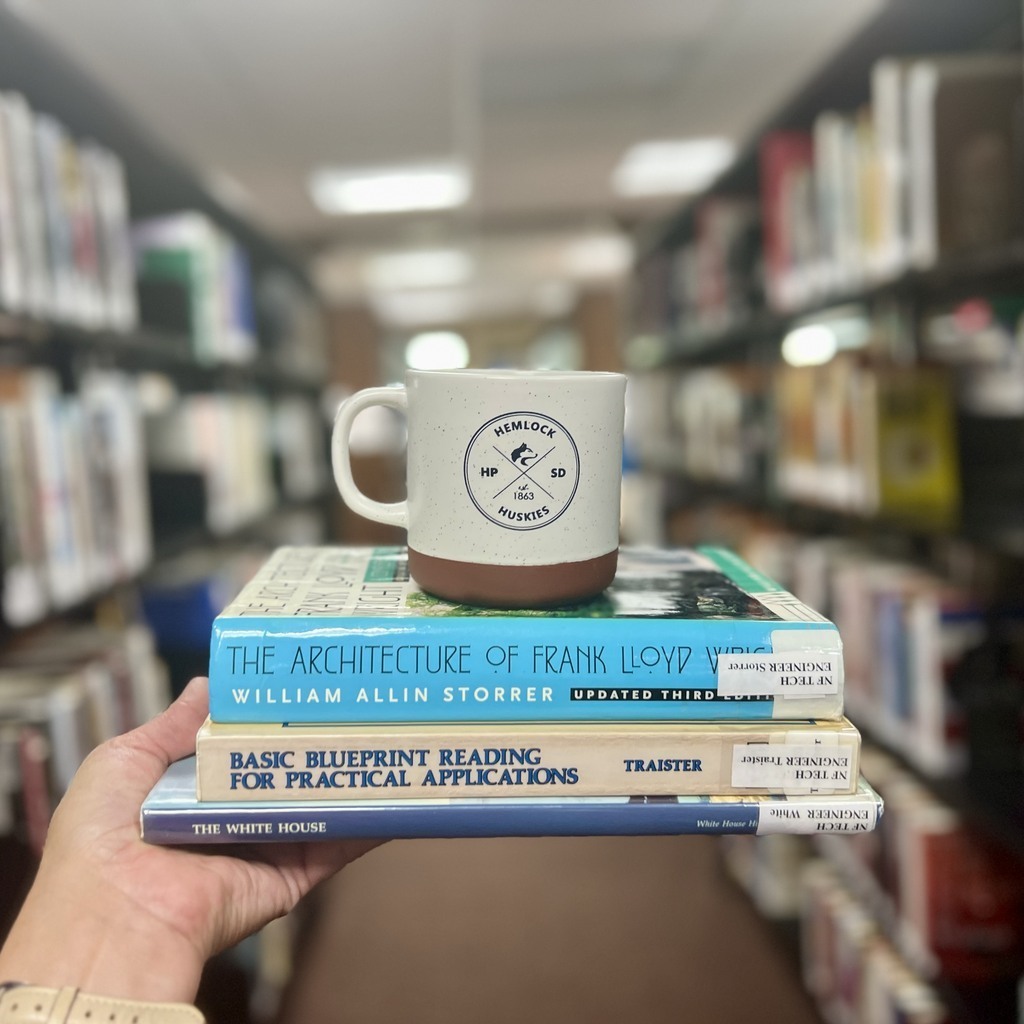 HEMLOCK
HP SD
est.
1863
HUSKIES
THE ARCHITECTURE OF FRANK LLOYD
WILLIAM ALLIN STORRER UPDATED THIRD
NF TECH
ENGINEER Storrer
BASIC BLUEPRINT READING
FOR PRACTICAL APPLICATIONS
TRAISTER
NF TECH
ENGINEER Traister
THE WHITE HOUSE
White House
NF TECH
ENGINEER White